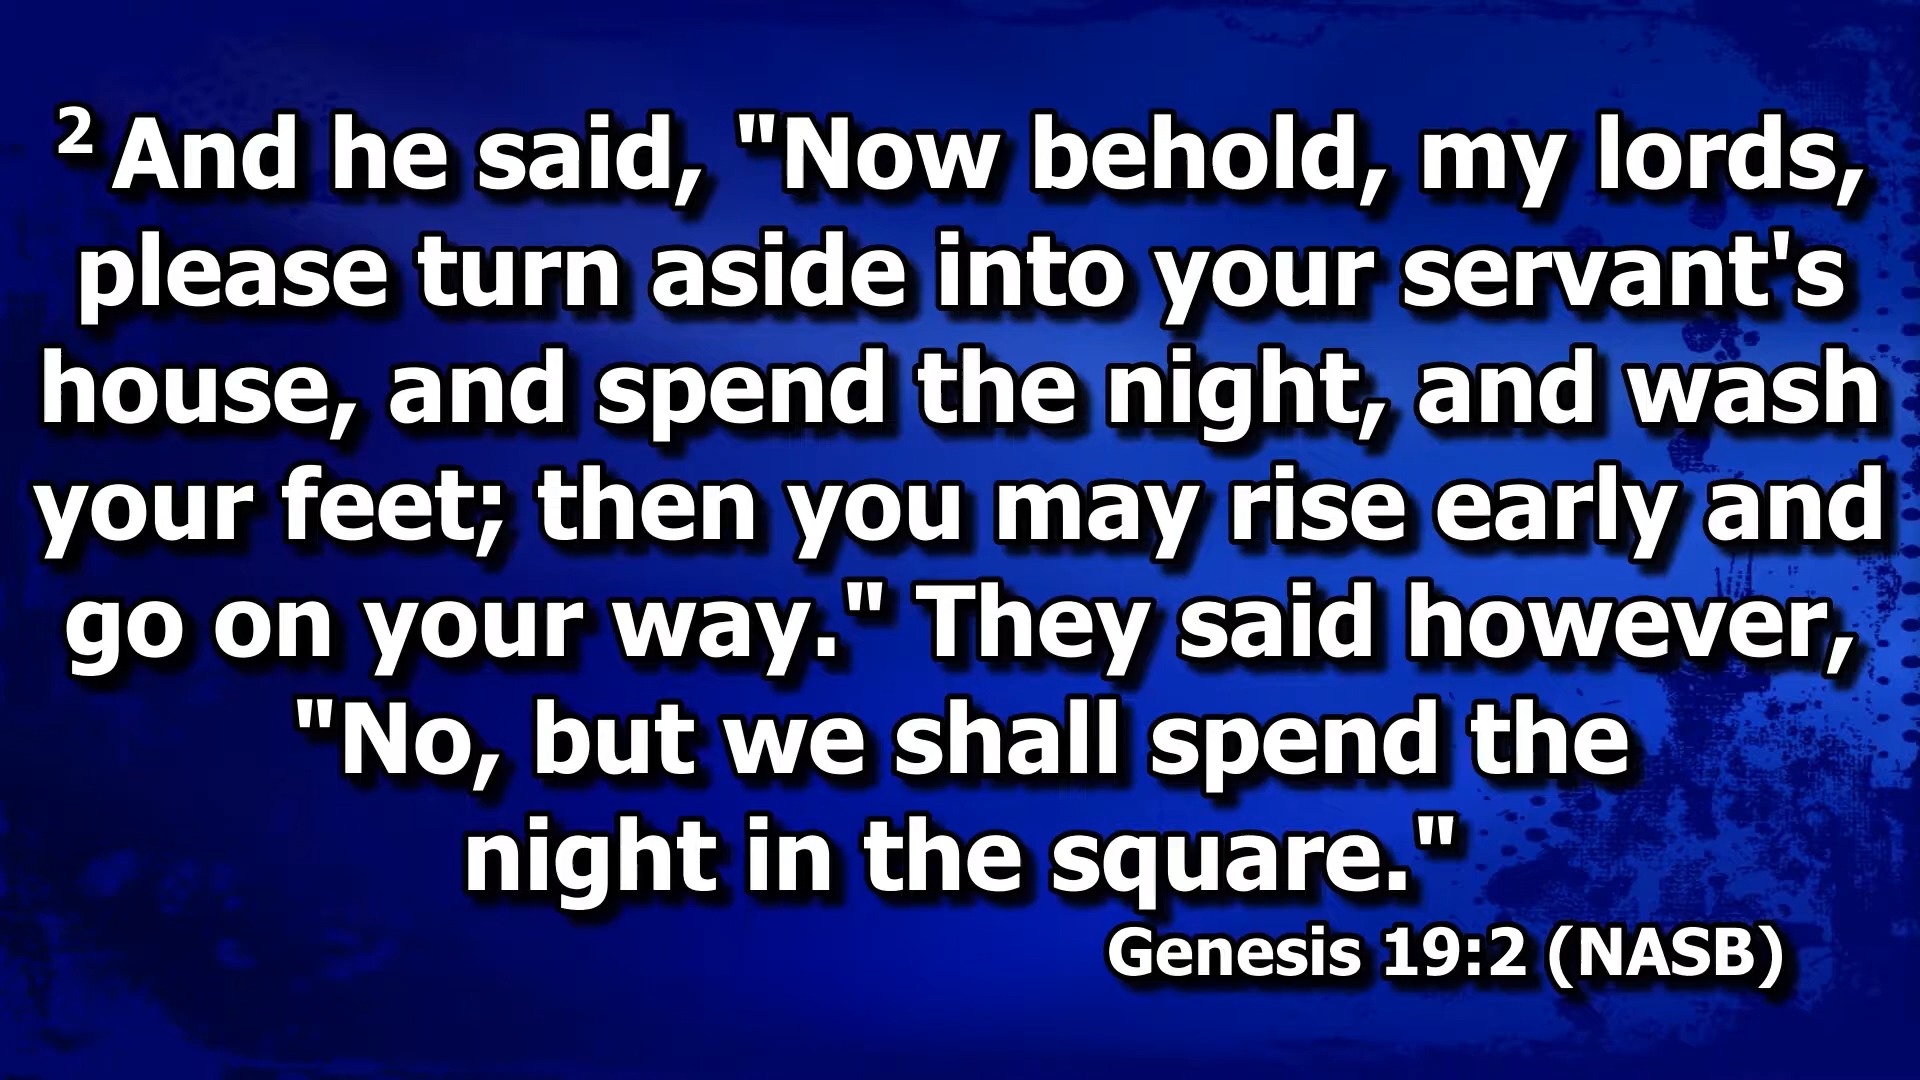 2 And he said, "Now behold, my lords,
please turn aside into your servant's
house, and spend the night, and wash
your feet; then you may rise early and
go on your way." They said however,
"No, but we shall spend the
night in the square."
Genesis 19:2 (NASB)